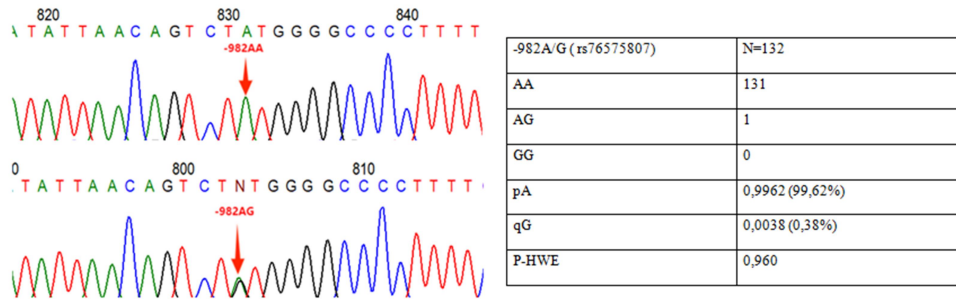 820 830 840
A T A T T A A C A G T C T A T G G G G C C C C T T T T
-982AA
0 800 810
T A T T A A C A G T C T N T G G G G C C C C T T T T
-982AG
-982A/G ( rs76575807) N=132
AA 131
AG 1
GG 0
pA 0,9962 (99,62%)
qG 0,0038 (0,38%)
P-HWE 0,960